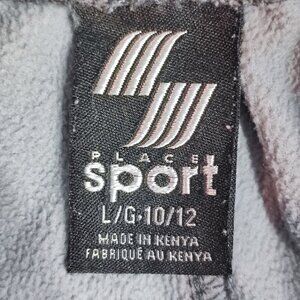 PLACE
sport
L/G·10/12
MADE IN KENYA
FABRIQUÉ AU KENYA